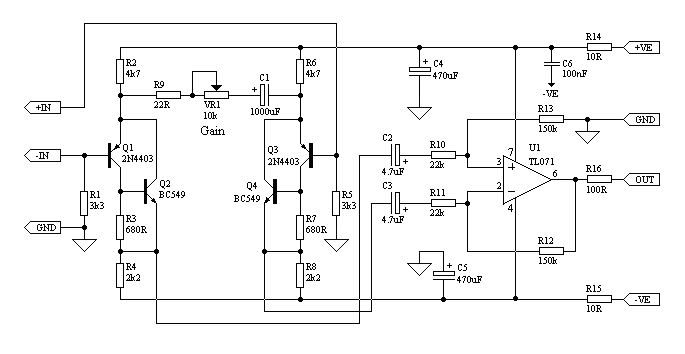 R14
+VE
10R
R2
4k7
R6
4k7
C4
470uF
C6
100nF
-VE
R9
22R
VR1
10k
Gain
C1
1000uF
+IN
R13
150k
GND
-IN
Q1
2N4403
Q3
2N4403
C2
4.7uF
R10
22k
U1
TL071
7
3
+
R1
3k3
Q2
BC549
Q4
BC549
R5
3k3
C3
4.7uF
R11
22k
2
−
4
6
R16
100R
OUT
GND
R3
680R
R7
680R
R12
150k
R4
2k2
R8
2k2
C5
470uF
R15
10R
-VE